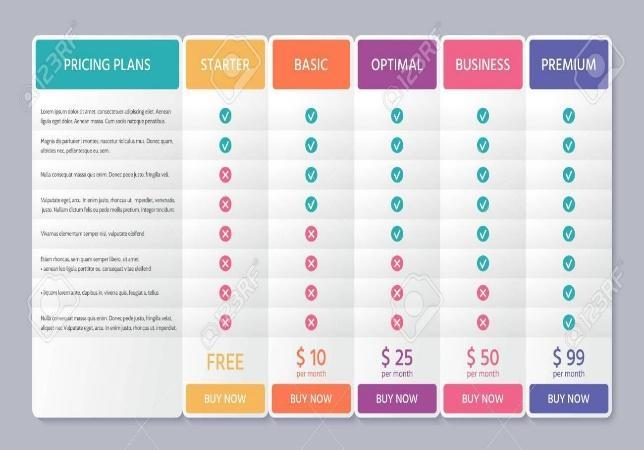 PRICING PLANS STARTER BASIC OPTIMAL BUSINESS PREMIUM
Lorem ipsum dolor sit amet, consectetur adipiscing elit. Aenean
ligula eget dolor. Cum sociis natoque penatibus.
Magnis dis parturient montes, nascetur ridiculus mus. Donec quam,
ultricies nec, pellentesque eu, sem.
Nulla consequat massa quis enim. Donec pede justo, fringilla vel.
Vulputate eget, arcu. In enim justo, rhoncus ut, imperdiet, venenatis,
justo. Nullam dictum felis eu pede mollis pretium. Integer tincidunt
Vivamus elementum semper nisi, vulputate eleifend
Etiam rhoncus, sem quam semper libero, sit amet
• aenean leo ligula porttitor eu, consequat vitae eleifend
lorem ante, dapibus in, viverra quis, feugiat a, tellus.
Nulla consequat, massa quis enim. Donec pede justo, fringilla vel,
aliquet Vulputate eget, arcu. In enim justo, rhoncus ut imperdiet.
FREE $ 10 $ 25 $ 50 $ 99
per month per month per month per month
BUY NOW BUY NOW BUY NOW BUY NOW BUY NOW
123RF